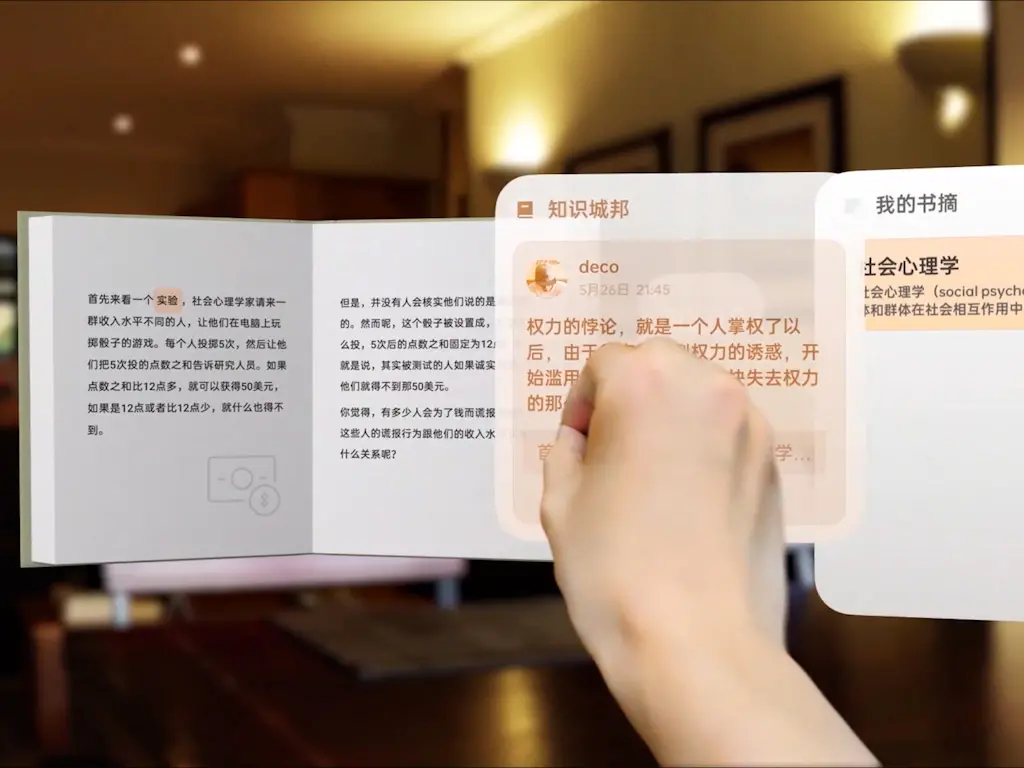 首先来看一个 实验 ，社会心理学家请来一
群收入水平不同的人，让他们在电脑上玩
掷骰子的游戏。每个人投掷5次，然后让他
们把5次投的点数之和告诉研究人员。如果
点数之和比12点多，就可以获得50美元，
如果是12点或者比12点少，就什么也得不
到。
但是，并没有人会核实他们说的是
的。然而呢，这个骰子被设置成，
么投，5次后的点数之和固定为12点
就是说，其实被测试的人如果诚实
他们就得不到那50美元。
你觉得，有多少人会为了钱而谎报
这些人的谎报行为跟他们的收入水
什么关系呢？
知识城邦
deco
5月26日 21:45
权力的悖论，就是一个人掌权了以
后，由于 权力的诱惑，开
始滥用 快失去权力
的那
首 学...
我的书摘
社会心理学
社会心理学（social psycho
体和群体在社会相互作用中